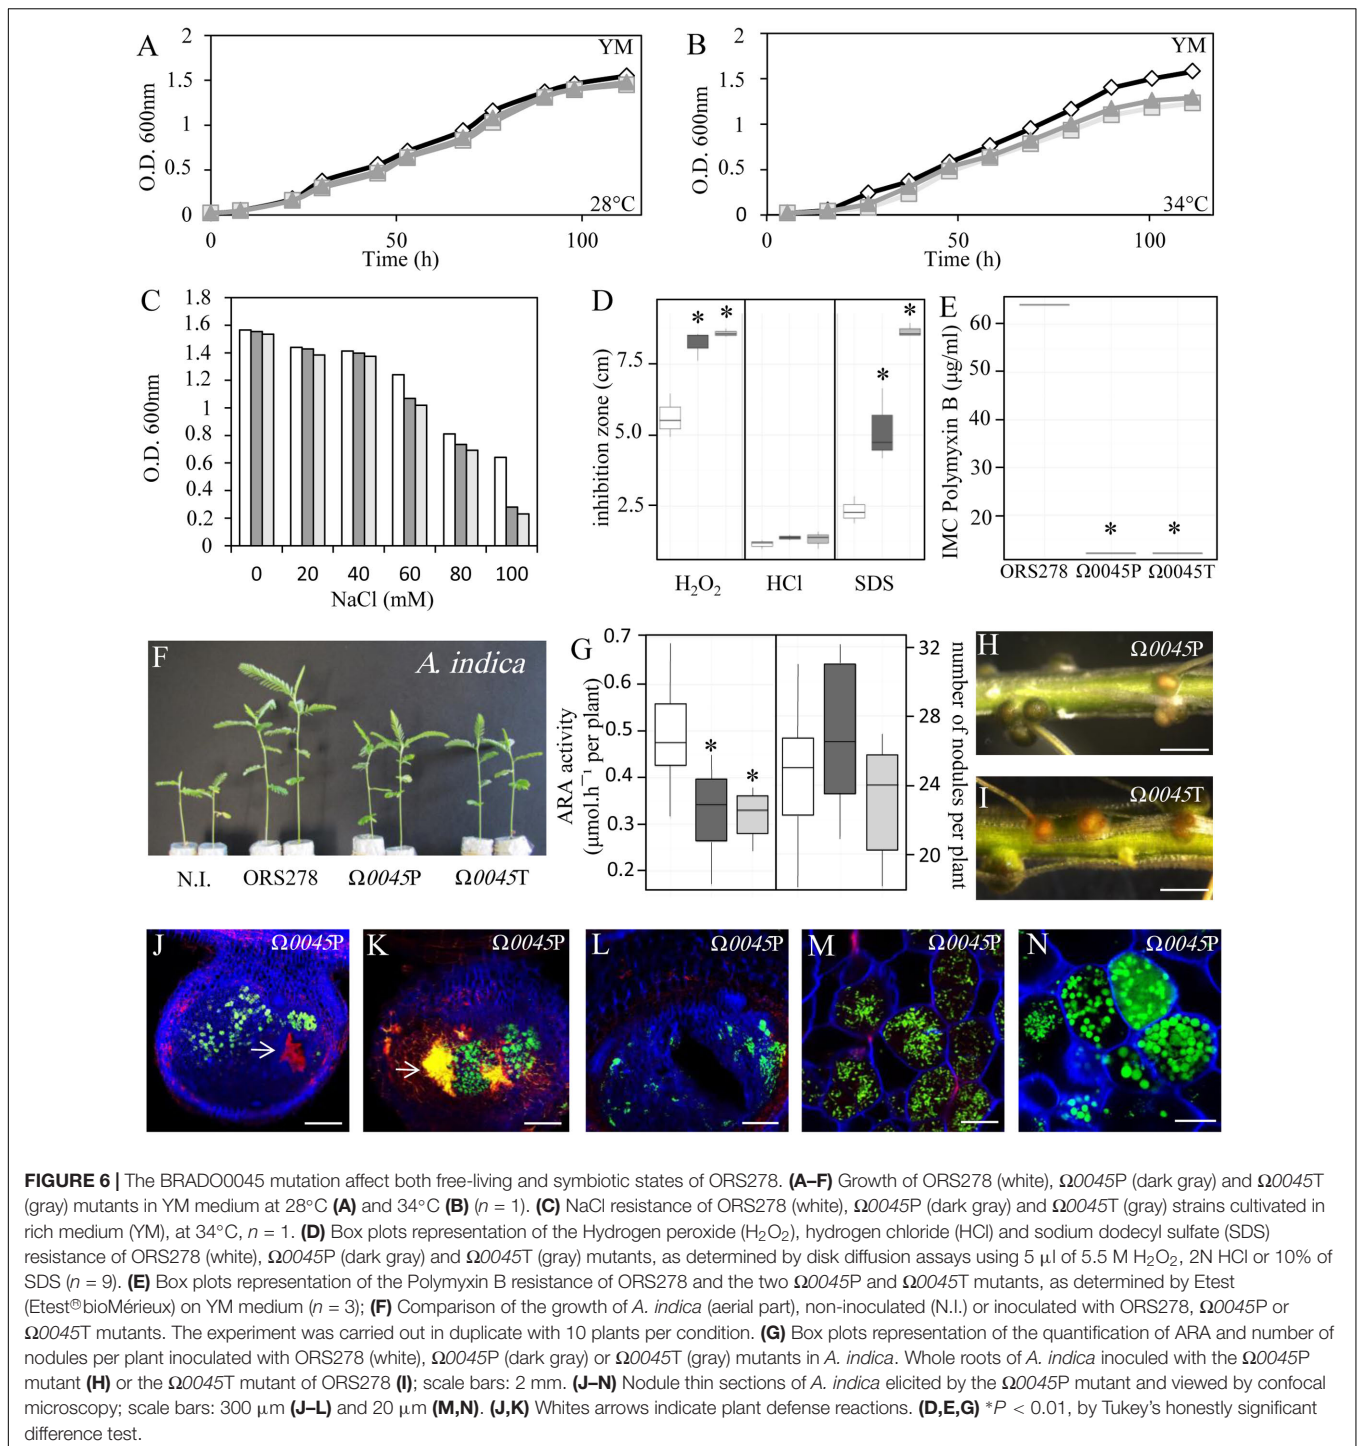 A
YM
2
1.5
1
0.5
0
O.D. 600nm
28°C
0 50 100
Time (h)
B
YM
2
1.5
1
0.5
0
O.D. 600nm
34°C
0 50 100
Time (h)
C
1.8
1.6
1.4
1.2
1
0.8
0.6
0.4
0.2
0
O.D. 600nm
0 20 40 60 80 100
NaCl (mM)
D
* *
*
*
7.5
5.0
2.5
inhibition zone (cm)
H₂O₂ HCl SDS
E
60
50
40
30
20
IMC Polymyxin B (µg/ml)
* *
ORS278 Ω0045P Ω0045T
F
A. indica
N.I. ORS278 Ω0045P Ω0045T
G
0.7
0.6
0.5
0.4
0.3
0.2
ARA activity
(µmol.h⁻¹ per plant)
*
*
32
28
24
20
number of nodules per plant
H
Ω0045P
I
Ω0045T
J
Ω0045P
K
Ω0045P
L
Ω0045P
M
Ω0045P
N
Ω0045P
FIGURE 6 | The BRADO0045 mutation affect both free-living and symbiotic states of ORS278. (A–F) Growth of ORS278 (white), Ω0045P (dark gray) and Ω0045T
(gray) mutants in YM medium at 28°C (A) and 34°C (B) (n = 1). (C) NaCl resistance of ORS278 (white), Ω0045P (dark gray) and Ω0045T (gray) strains cultivated in
rich medium (YM), at 34°C, n = 1. (D) Box plots representation of the Hydrogen peroxide (H₂O₂), hydrogen chloride (HCl) and sodium dodecyl sulfate (SDS)
resistance of ORS278 (white), Ω0045P (dark gray) and Ω0045T (gray) mutants, as determined by disk diffusion assays using 5 µl of 5.5 M H₂O₂, 2N HCl or 10% of
SDS (n = 9). (E) Box plots representation of the Polymyxin B resistance of ORS278 and the two Ω0045P and Ω0045T mutants, as determined by Etest
(Etest®bioMérieux) on YM medium (n = 3); (F) Comparison of the growth of A. indica (aerial part), non-inoculated (N.I.) or inoculated with ORS278, Ω0045P or
Ω0045T mutants. The experiment was carried out in duplicate with 10 plants per condition. (G) Box plots representation of the quantification of ARA and number of
nodules per plant inoculated with ORS278 (white), Ω0045P (dark gray) or Ω0045T (gray) mutants in A. indica. Whole roots of A. indica inoculed with the Ω0045P
mutant (H) or the Ω0045T mutant of ORS278 (I); scale bars: 2 mm. (J–N) Nodule thin sections of A. indica elicited by the Ω0045P mutant and viewed by confocal
microscopy; scale bars: 300 µm (J–L) and 20 µm (M,N). (J,K) Whites arrows indicate plant defense reactions. (D,E,G) *P < 0.01, by Tukey's honestly significant
difference test.